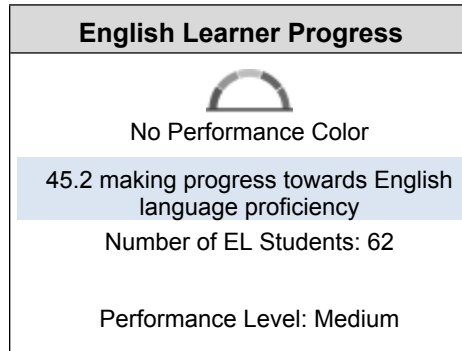 English Learner Progress
No Performance Color
45.2 making progress towards English
language proficiency
Number of EL Students: 62
Performance Level: Medium